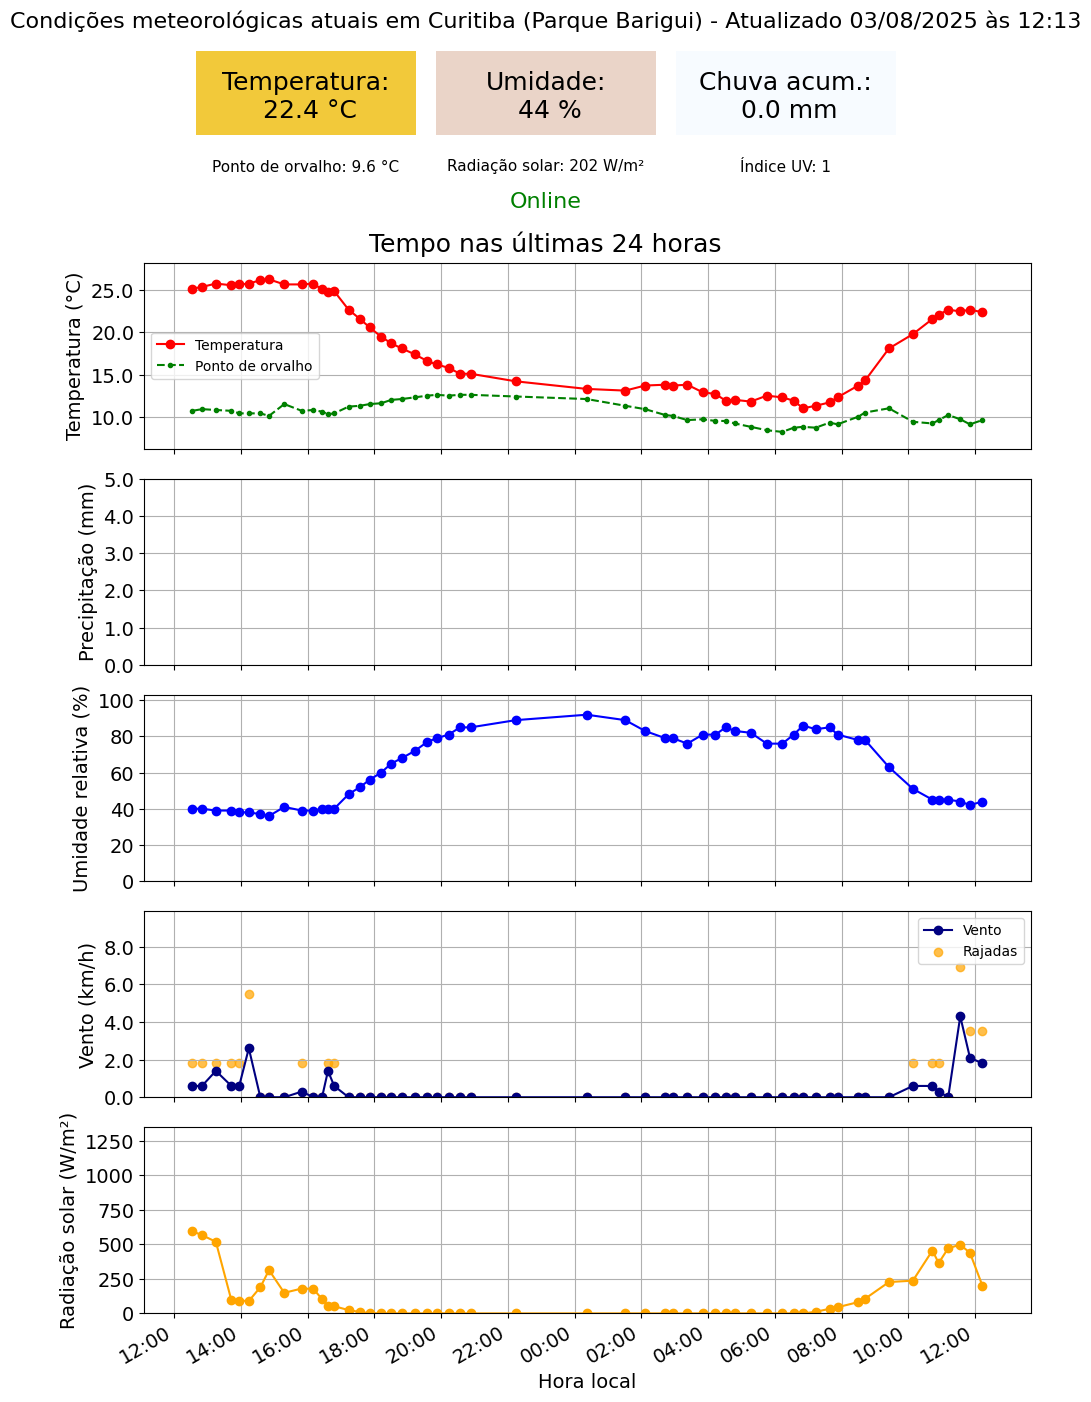 Condições meteorológicas atuais em Curitiba (Parque Barigui) - Atualizado 03/08/2025 às 12:13
Temperatura:
22.4 °C
Umidade:
44 %
Chuva acum.:
0.0 mm
Ponto de orvalho: 9.6 °C
Radiação solar: 202 W/m²
Índice UV: 1
Online
Tempo nas últimas 24 horas
Temperatura (°C)
25.0
20.0
15.0
10.0
Temperatura
Ponto de orvalho
Precipitação (mm)
5.0
4.0
3.0
2.0
1.0
0.0
Umidade relativa (%)
100
80
60
40
20
0
Vento (km/h)
8.0
6.0
4.0
2.0
0.0
Vento
Rajadas
Radiação solar (W/m²)
1250
1000
750
500
250
0
12:00
14:00
16:00
18:00
20:00
22:00
00:00
02:00
04:00
06:00
08:00
10:00
12:00
Hora local